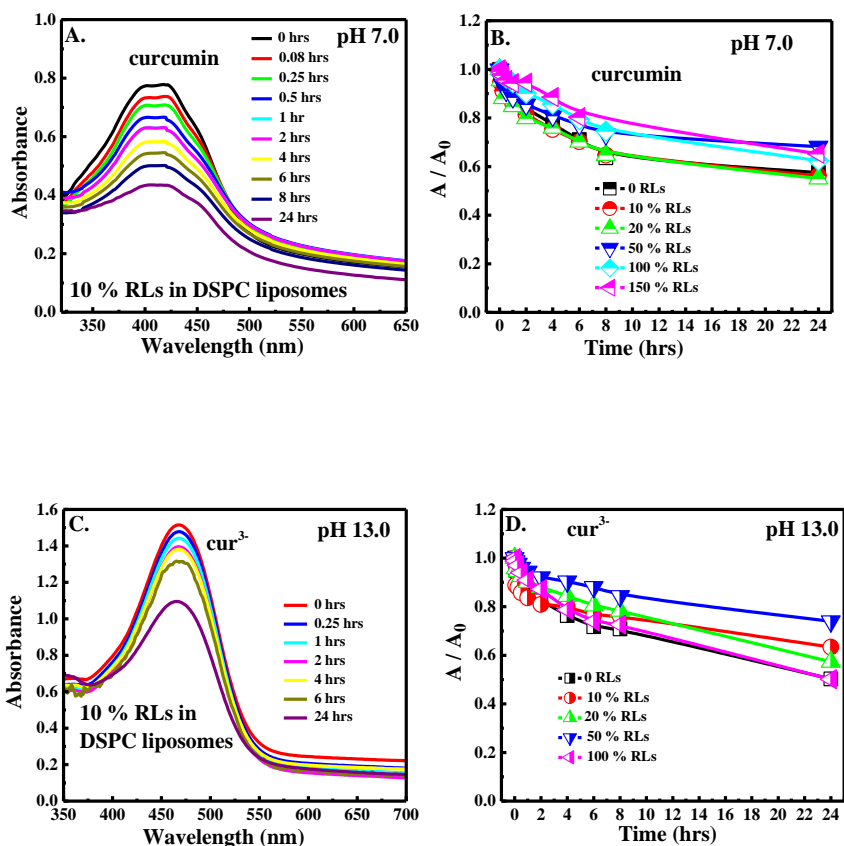 A.
pH 7.0
curcumin
0 hrs
0.08 hrs
0.25 hrs
0.5 hrs
1 hr
2 hrs
4 hrs
6 hrs
8 hrs
24 hrs
10 % RLs in DSPC liposomes
Absorbance
1.0
0.8
0.6
0.4
0.2
0.0
350 400 450 500 550 600 650
Wavelength (nm)
B.
pH 7.0
curcumin
0 RLs
10 % RLs
20 % RLs
50 % RLs
100 % RLs
150 % RLs
A / A0
1.2
1.0
0.8
0.6
0.4
0.2
0.0
0 2 4 6 8 10 12 14 16 18 20 22 24
Time (hrs)
C.
cur3-
pH 13.0
0 hrs
0.25 hrs
1 hrs
2 hrs
4 hrs
6 hrs
24 hrs
10 % RLs in
DSPC liposomes
Absorbance
1.6
1.4
1.2
1.0
0.8
0.6
0.4
0.2
0.0
350 400 450 500 550 600 650 700
Wavelength (nm)
D.
cur3-
pH 13.0
0 RLs
10 % RLs
20 % RLs
50 % RLs
100 % RLs
A / A0
1.2
1.0
0.8
0.6
0.4
0.2
0.0
0 2 4 6 8 10 12 14 16 18 20 22 24
Time (hrs)